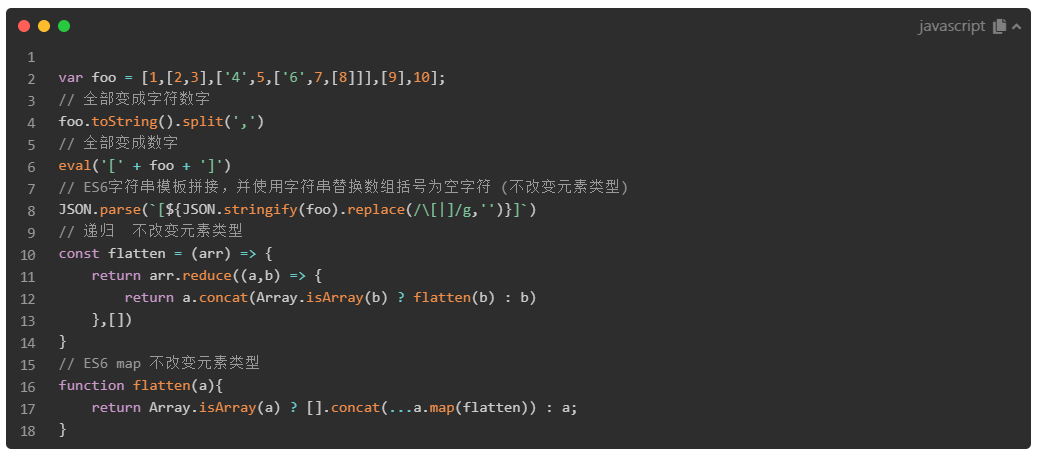 javascript
1
2 var foo = [1,[2,3],['4',5,['6',7,[8]]],[9],10];
3 // 全部变成字符数字
4 foo.toString().split(',')
5 // 全部变成数字
6 eval('[' + foo + ']')
7 // ES6字符串模板拼接，并使用字符串替换数组括号为空字符 (不改变元素类型)
8 JSON.parse(`[${JSON.stringify(foo).replace(/\[|]/g,'')}]`)
9 // 递归  不改变元素类型
10 const flatten = (arr) => {
11     return arr.reduce((a,b) => {
12         return a.concat(Array.isArray(b) ? flatten(b) : b)
13     },[])
14 }
15 // ES6 map 不改变元素类型
16 function flatten(a){
17     return Array.isArray(a) ? [].concat(...a.map(flatten)) : a;
18 }